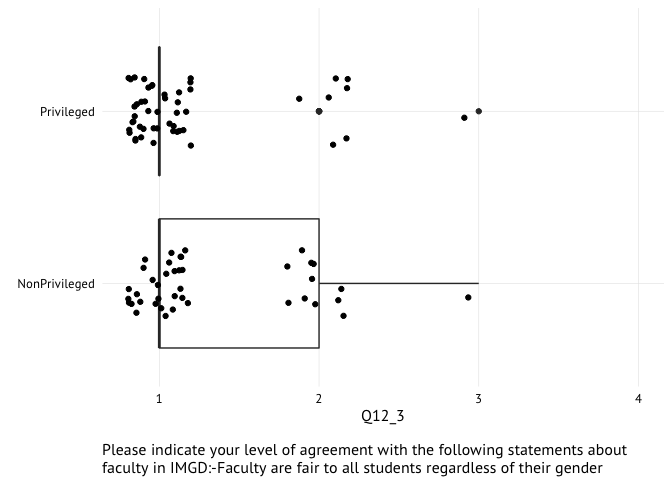 Privileged
NonPrivileged
1 2 3 4
Q12_3
Please indicate your level of agreement with the following statements about
faculty in IMGD:-Faculty are fair to all students regardless of their gender